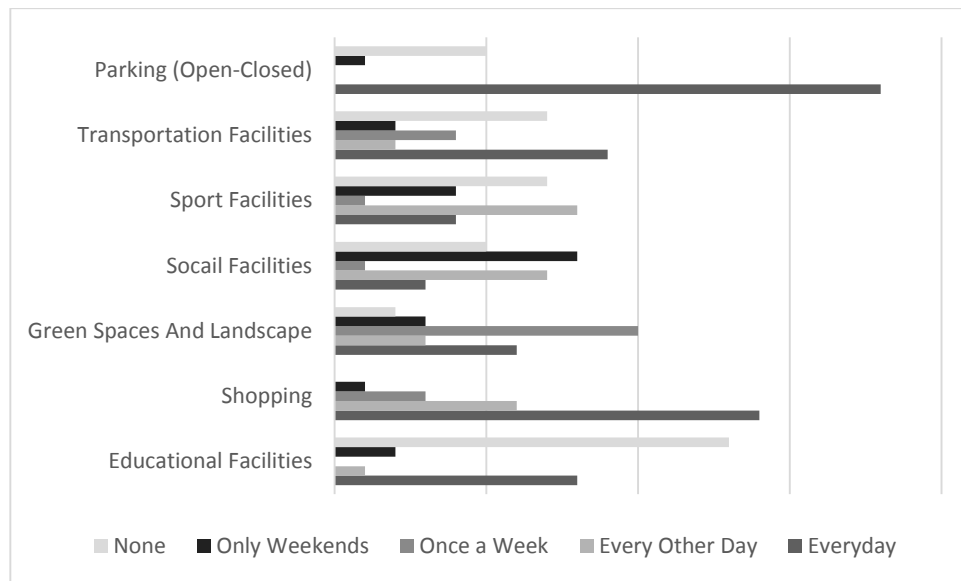 Parking (Open-Closed)
Transportation Facilities
Sport Facilities
Socail Facilities
Green Spaces And Landscape
Shopping
Educational Facilities
None Only Weekends Once a Week Every Other Day Everyday